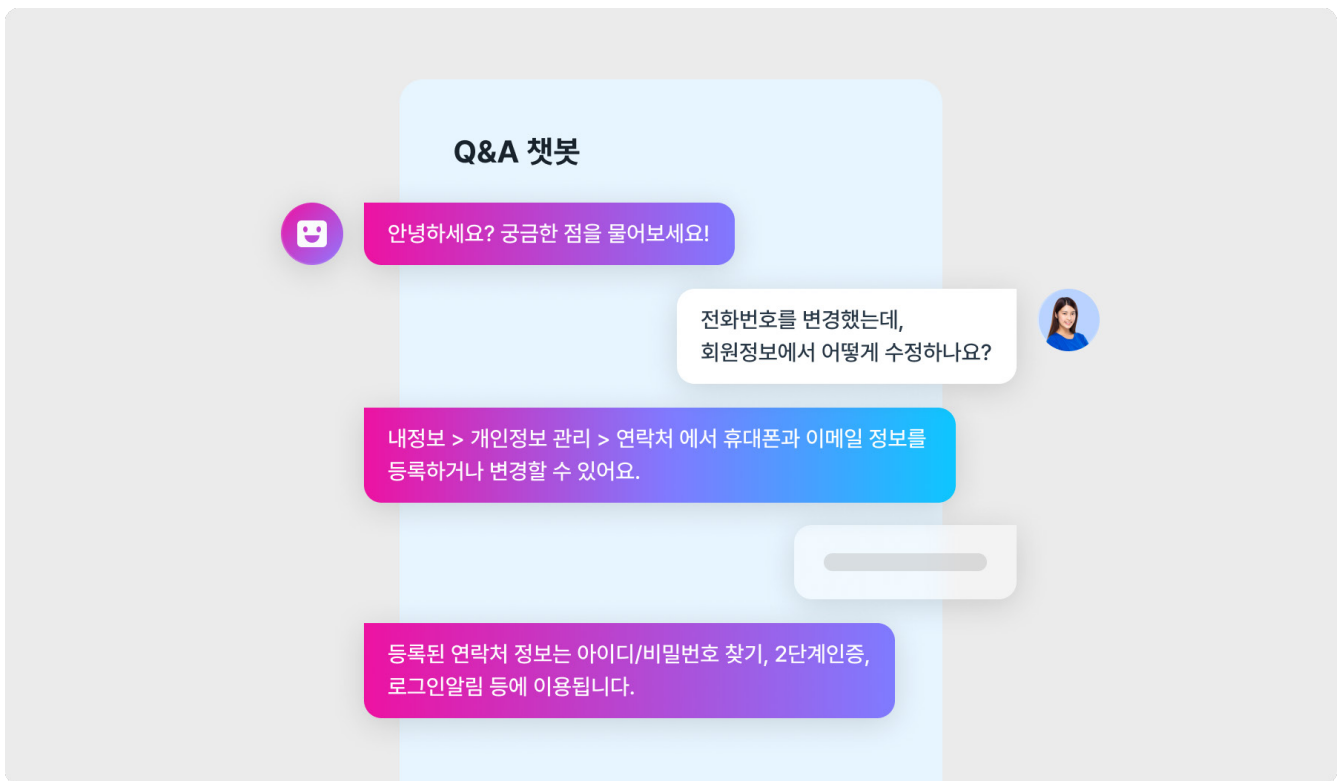 Q&A 챗봇
안녕하세요? 궁금한 점을 물어보세요!
전화번호를 변경했는데,
회원정보에서 어떻게 수정하나요?
내정보 > 개인정보 관리 > 연락처 에서 휴대폰과 이메일 정보를
등록하거나 변경할 수 있어요.
등록된 연락처 정보는 아이디/비밀번호 찾기, 2단계인증,
로그인알림 등에 이용됩니다.